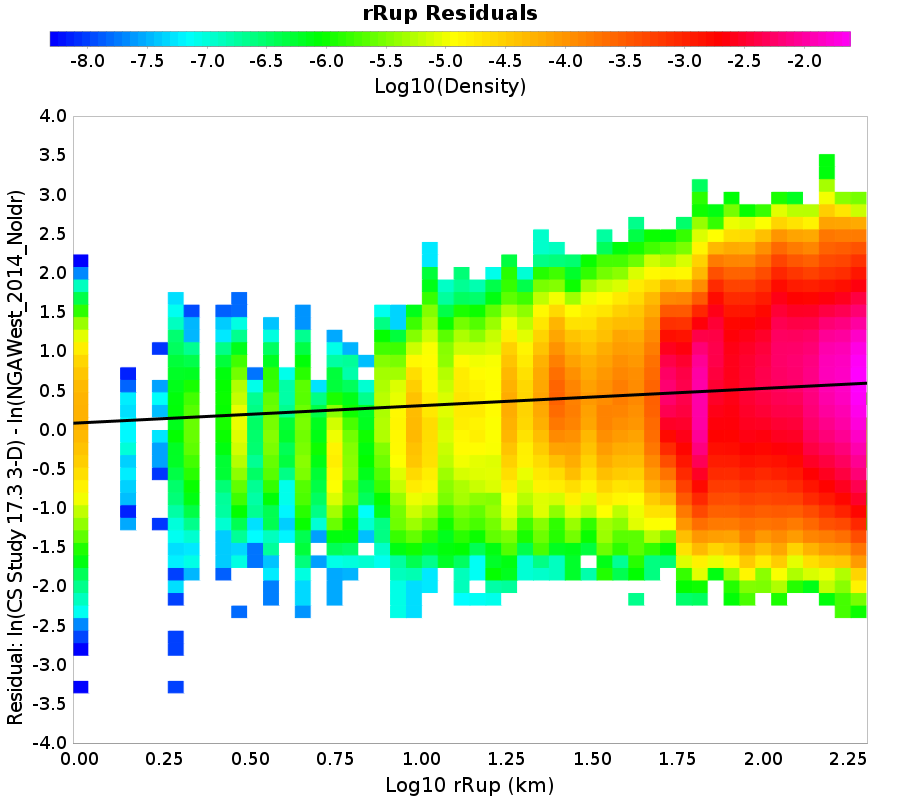 rRup Residuals
-8.0 -7.5 -7.0 -6.5 -6.0 -5.5 -5.0 -4.5 -4.0 -3.5 -3.0 -2.5 -2.0
Log10(Density)
Residual: ln(CS Study 17.3 3-D) - ln(NGAWest_2014_NoIdr)
4.0
3.5
3.0
2.5
2.0
1.5
1.0
0.5
0.0
-0.5
-1.0
-1.5
-2.0
-2.5
-3.0
-3.5
-4.0
0.00 0.25 0.50 0.75 1.00 1.25 1.50 1.75 2.00 2.25
Log10 rRup (km)